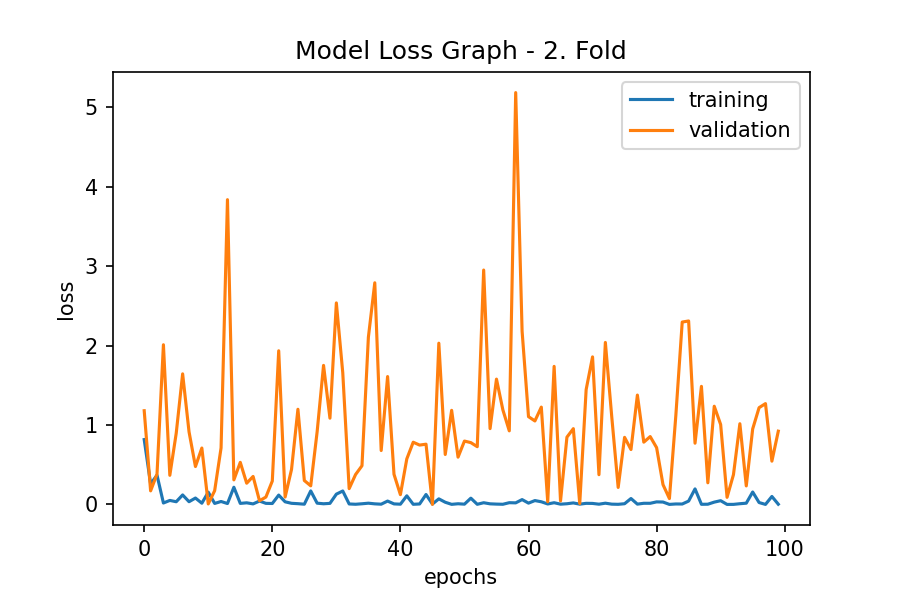 Model Loss Graph - 2. Fold
training
validation
loss
5
4
3
2
1
0
0 20 40 60 80 100
epochs